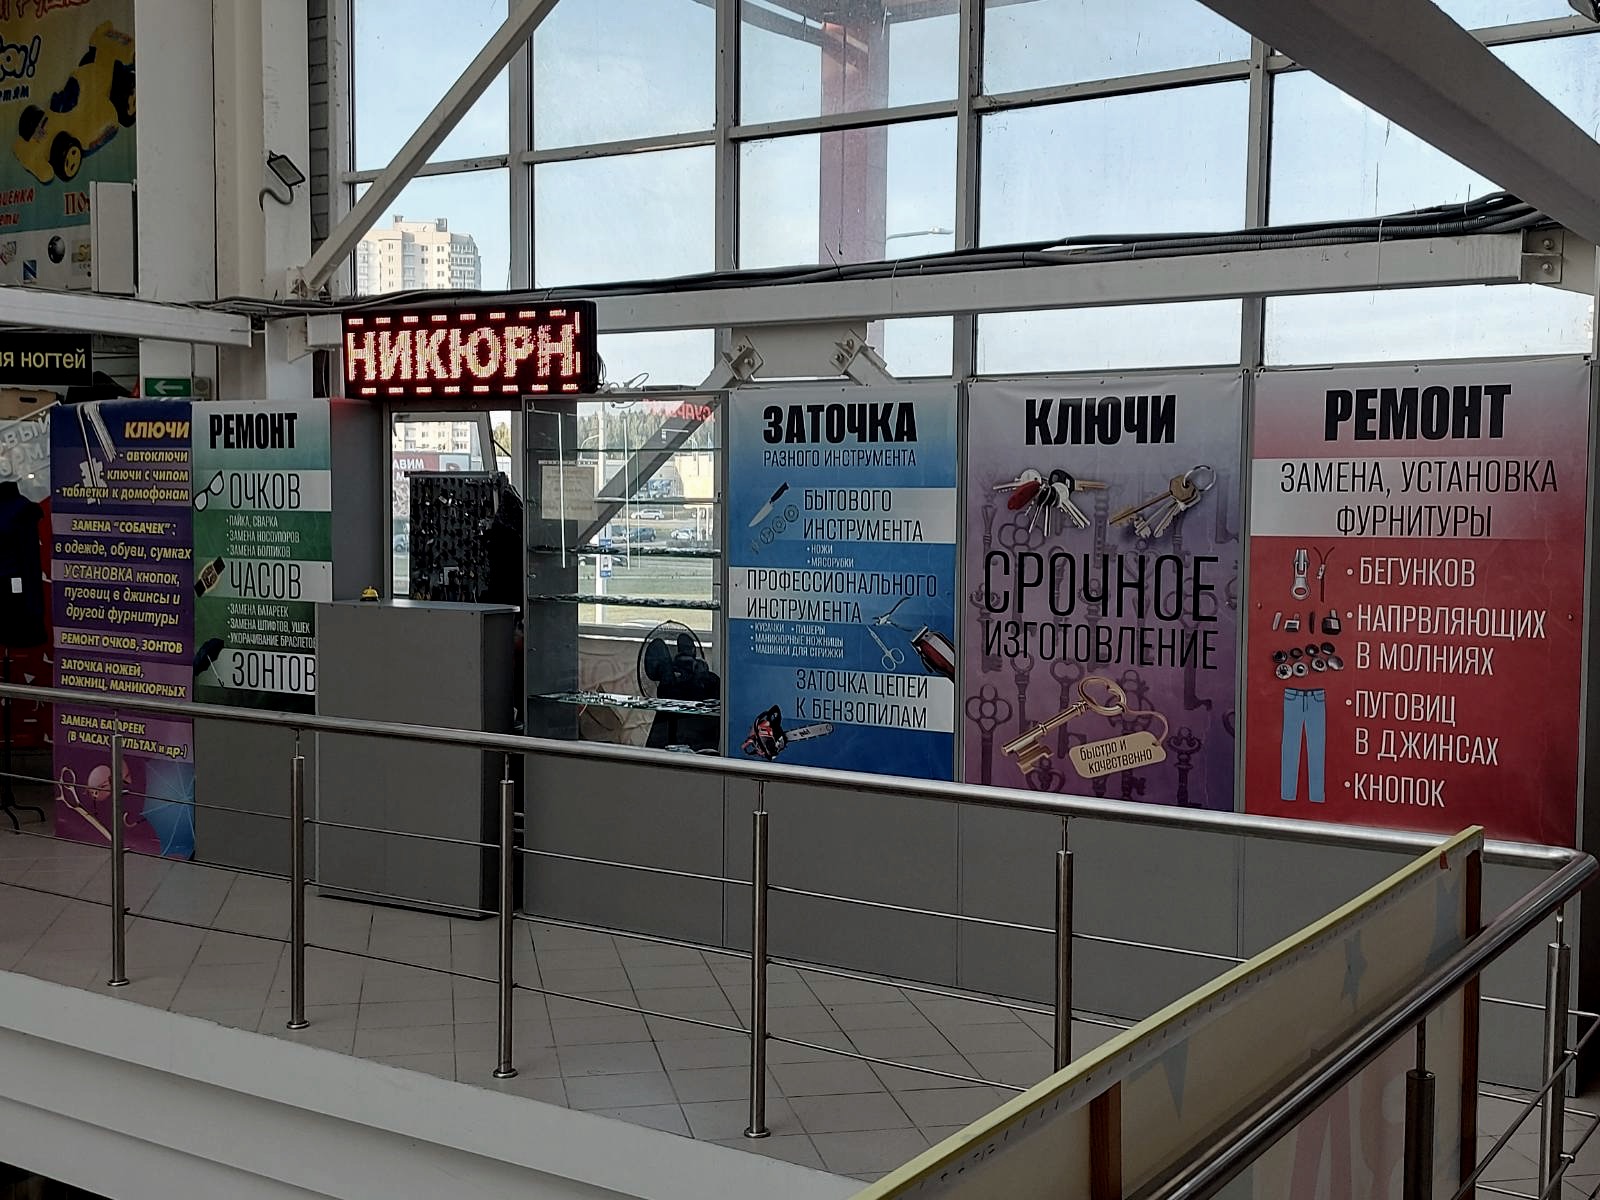 НИКЮРН
я ногтей
КЛЮЧИ
- автоключи
- ключи с чипом
- таблетки к домофонам
ЗАМЕНА "СОБАЧЕК" :
в одежде, обуви, сумках
УСТАНОВКА кнопок,
пуговиц в джинсы и
другой фурнитуры
РЕМОНТ ОЧКОВ, ЗОНТОВ
ЗАТОЧКА НОЖЕЙ,
НОЖНИЦ, МАНИКЮРНЫХ
ЗАМЕНА БАТАРЕЕК
(В ЧАСАХ ПУЛЬТАХ и др.)
РЕМОНТ
ОЧКОВ
•ПАЙКА, СВАРКА
•ЗАМЕНА НОСОУПОРОВ
•ЗАМЕНА БОЛТИКОВ
ЧАСОВ
•ЗАМЕНА БАТАРЕЕК
•ЗАМЕНА ШТИФТОВ, УШЕК
•УКОРАЧИВАНИЕ БРАСЛЕТОВ
ЗОНТОВ
ЗАТОЧКА
РАЗНОГО ИНСТРУМЕНТА
БЫТОВОГО
ИНСТРУМЕНТА
•НОЖИ
•МЯСОРУБКИ
ПРОФЕССИОНАЛЬНОГО
ИНСТРУМЕНТА
•КУСАЧКИ •ПУШЕРЫ
•МАНИКЮРНЫЕ НОЖНИЦЫ
•МАШИНКИ ДЛЯ СТРИЖКИ
ЗАТОЧКА ЦЕПЕЙ
К БЕНЗОПИЛАМ
КЛЮЧИ
СРОЧНОЕ
ИЗГОТОВЛЕНИЕ
быстро и
качественно
РЕМОНТ
ЗАМЕНА, УСТАНОВКА
ФУРНИТУРЫ
•БЕГУНКОВ
•НАПРВЛЯЮЩИХ
В МОЛНИЯХ
•ПУГОВИЦ
В ДЖИНСАХ
•КНОПОК